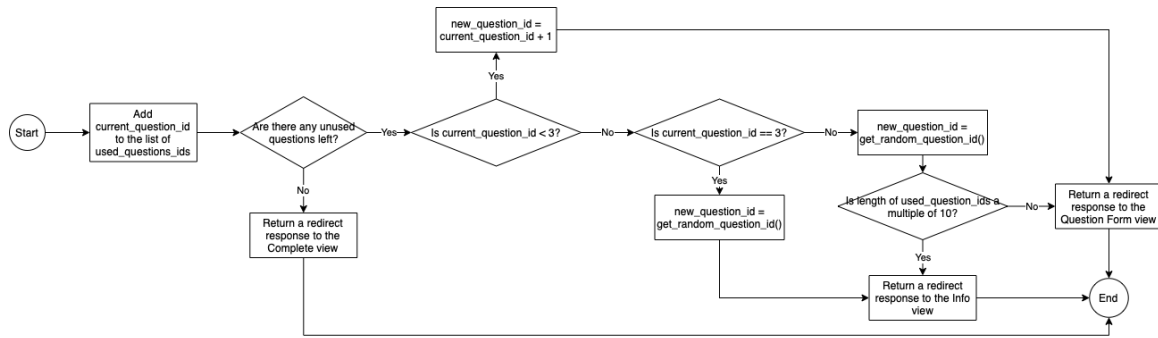 new_question_id =
current_question_id + 1
Yes
Start
Add
current_question_id
to the list of
used_questions_ids
Are there any unused
questions left?
Yes
Is current_question_id < 3?
No
Is current_question_id == 3?
No
new_question_id =
get_random_question_id()
No
Yes
Return a redirect
response to the
Complete view
new_question_id =
get_random_question_id()
Is length of used_question_ids a
multiple of 10?
No
Return a redirect
response to the
Question Form view
Yes
Return a redirect
response to the Info
view
End